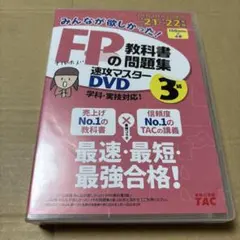 みんなが欲しかった!
'21-'22年
FPの
教科書
問題集
速攻マスター
DVD
3級
学科・実技対応!
売上げ
No.1の
教科書
×
信頼度
No.1の
TACの講義
最速・最短・
最強合格!
TAC